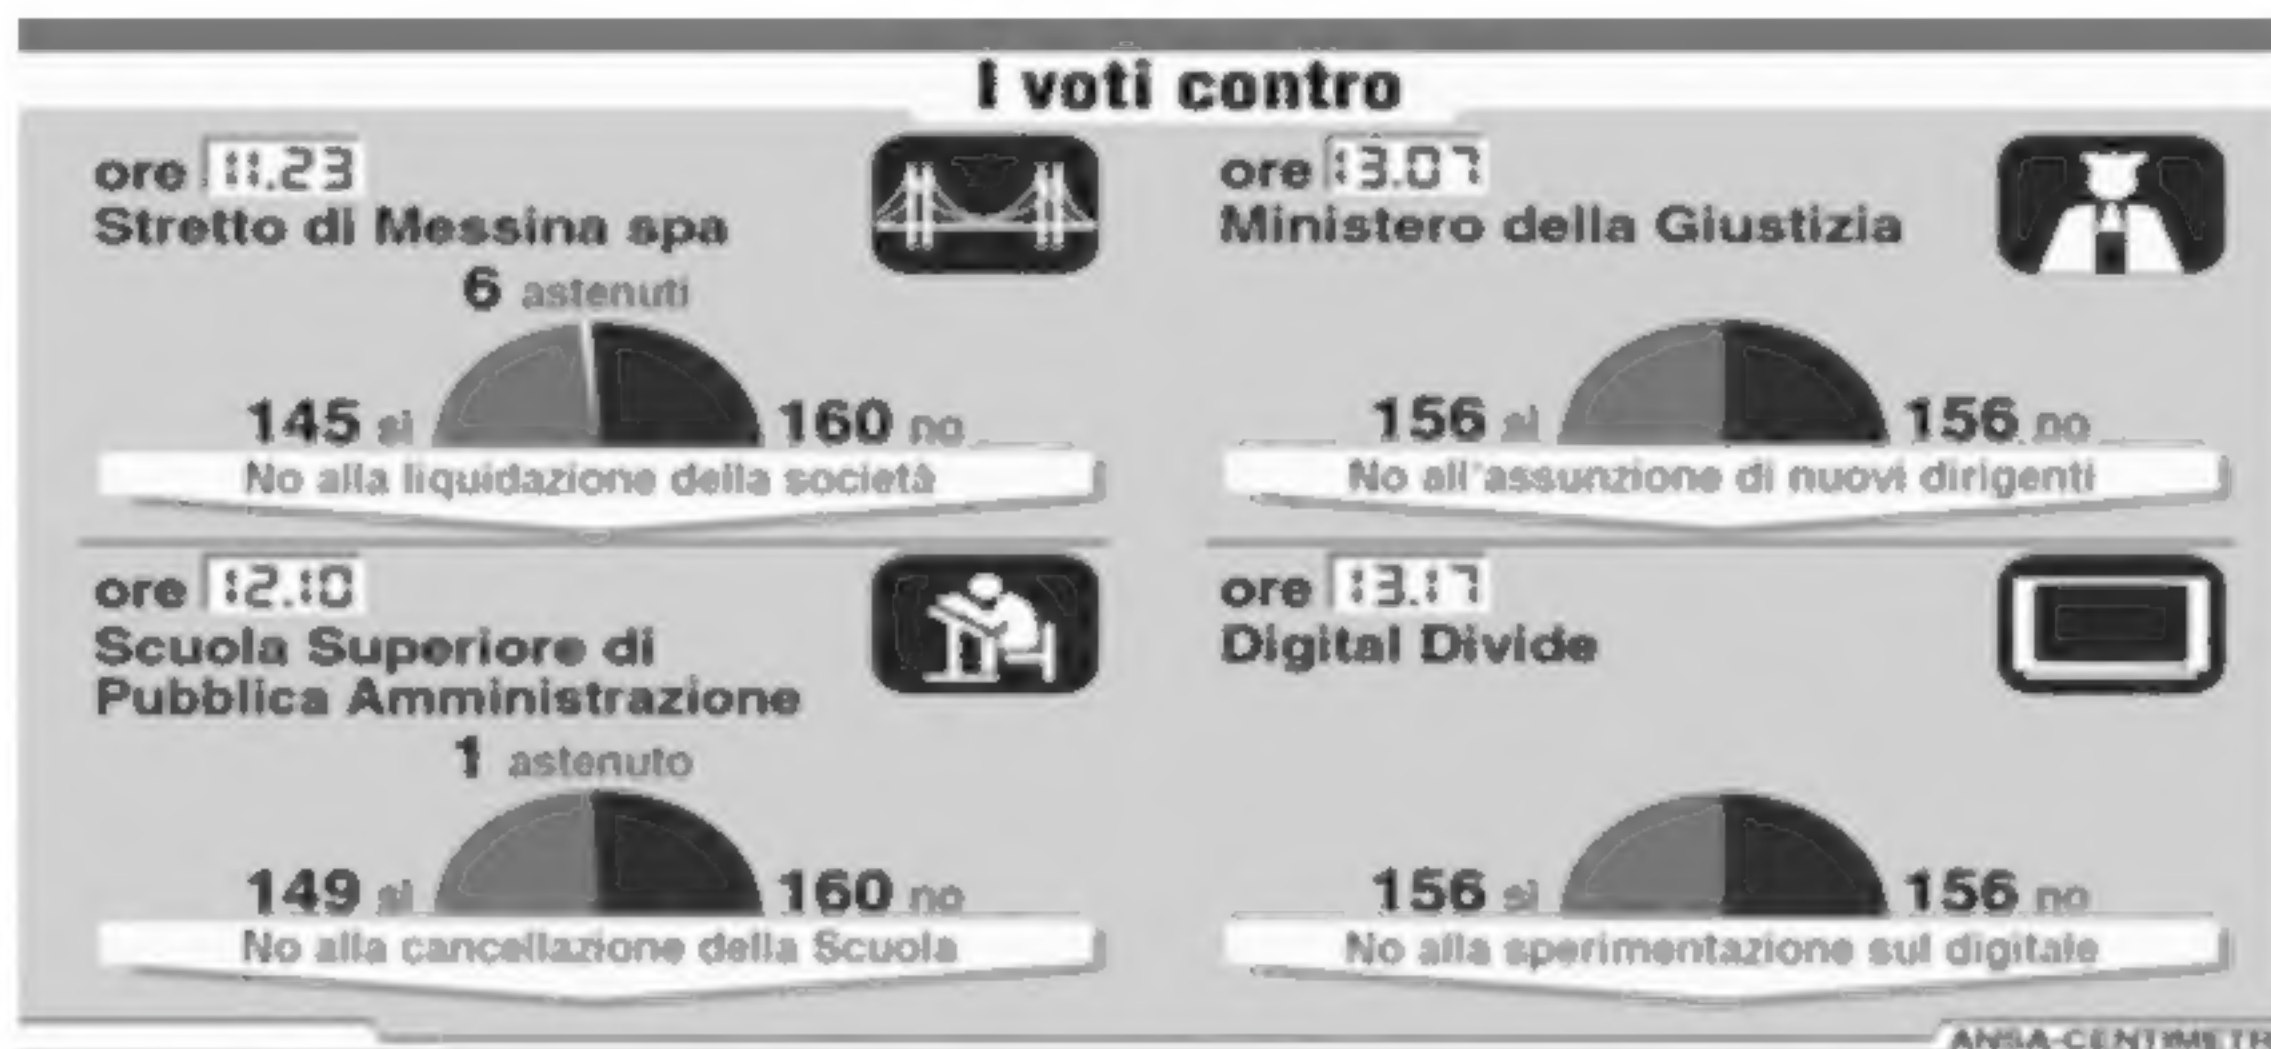 I voti contro
ore 11.23
Stretto di Messina spa
6 astenuti
145 sì
160 no
No alla liquidazione della società
ore 13.07
Ministero della Giustizia
156 sì
156 no
No all'assunzione di nuovi dirigenti
ore 12.10
Scuola Superiore di
Pubblica Amministrazione
1 astenuto
149 sì
160 no
No alla cancellazione della Scuola
ore 13.17
Digital Divide
156 sì
156 no
No alla sperimentazione sul digitale
ANSA-CENTIMETR